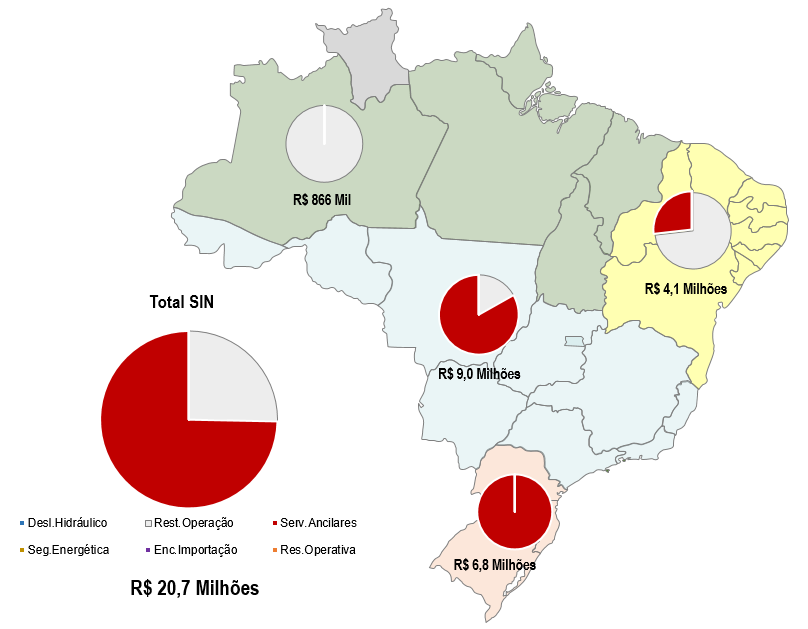 R$ 866 Mil
R$ 4,1 Milhões
Total SIN
R$ 9,0 Milhões
Desl.Hidráulico
Rest.Operação
Serv.Ancilares
Seg.Energética
Enc.Importação
Res.Operativa
R$ 6,8 Milhões
R$ 20,7 Milhões